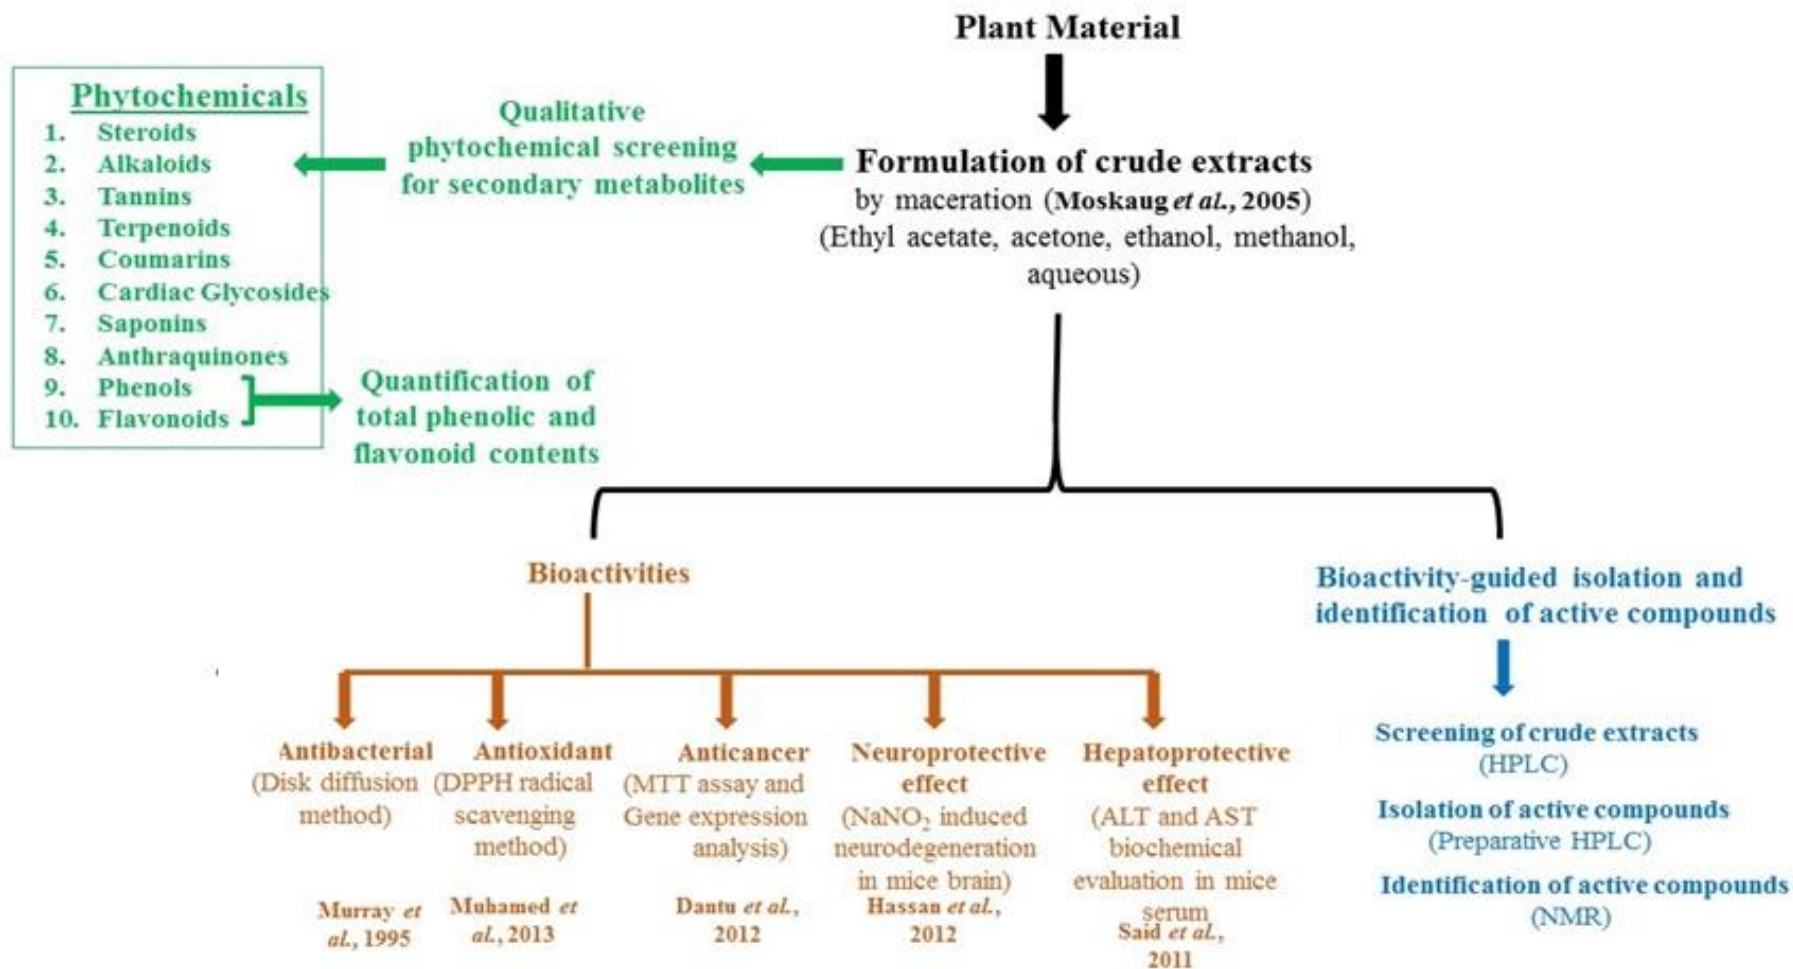 Plant Material
Formulation of crude extracts
by maceration (Moskaug et al., 2005)
(Ethyl acetate, acetone, ethanol, methanol,
aqueous)
Qualitative
phytochemical screening
for secondary metabolites
Phytochemicals
1. Steroids
2. Alkaloids
3. Tannins
4. Terpenoids
5. Coumarins
6. Cardiac Glycosides
7. Saponins
8. Anthraquinones
9. Phenols
10. Flavonoids
Quantification of
total phenolic and
flavonoid contents
Bioactivities
Antibacterial
(Disk diffusion
method)
Murray et
al., 1995
Antioxidant
(DPPH radical
scavenging
method)
Muhamed et
al., 2013
Anticancer
(MTT assay and
Gene expression
analysis)
Dantu et al.,
2012
Neuroprotective
effect
(NaNO₂ induced
neurodegeneration
in mice brain)
Hassan et al.,
2012
Hepatoprotective
effect
(ALT and AST
biochemical
evaluation in mice
serum
Said et al.,
2011
Bioactivity-guided isolation and
identification of active compounds
Screening of crude extracts
(HPLC)
Isolation of active compounds
(Preparative HPLC)
Identification of active compounds
(NMR)